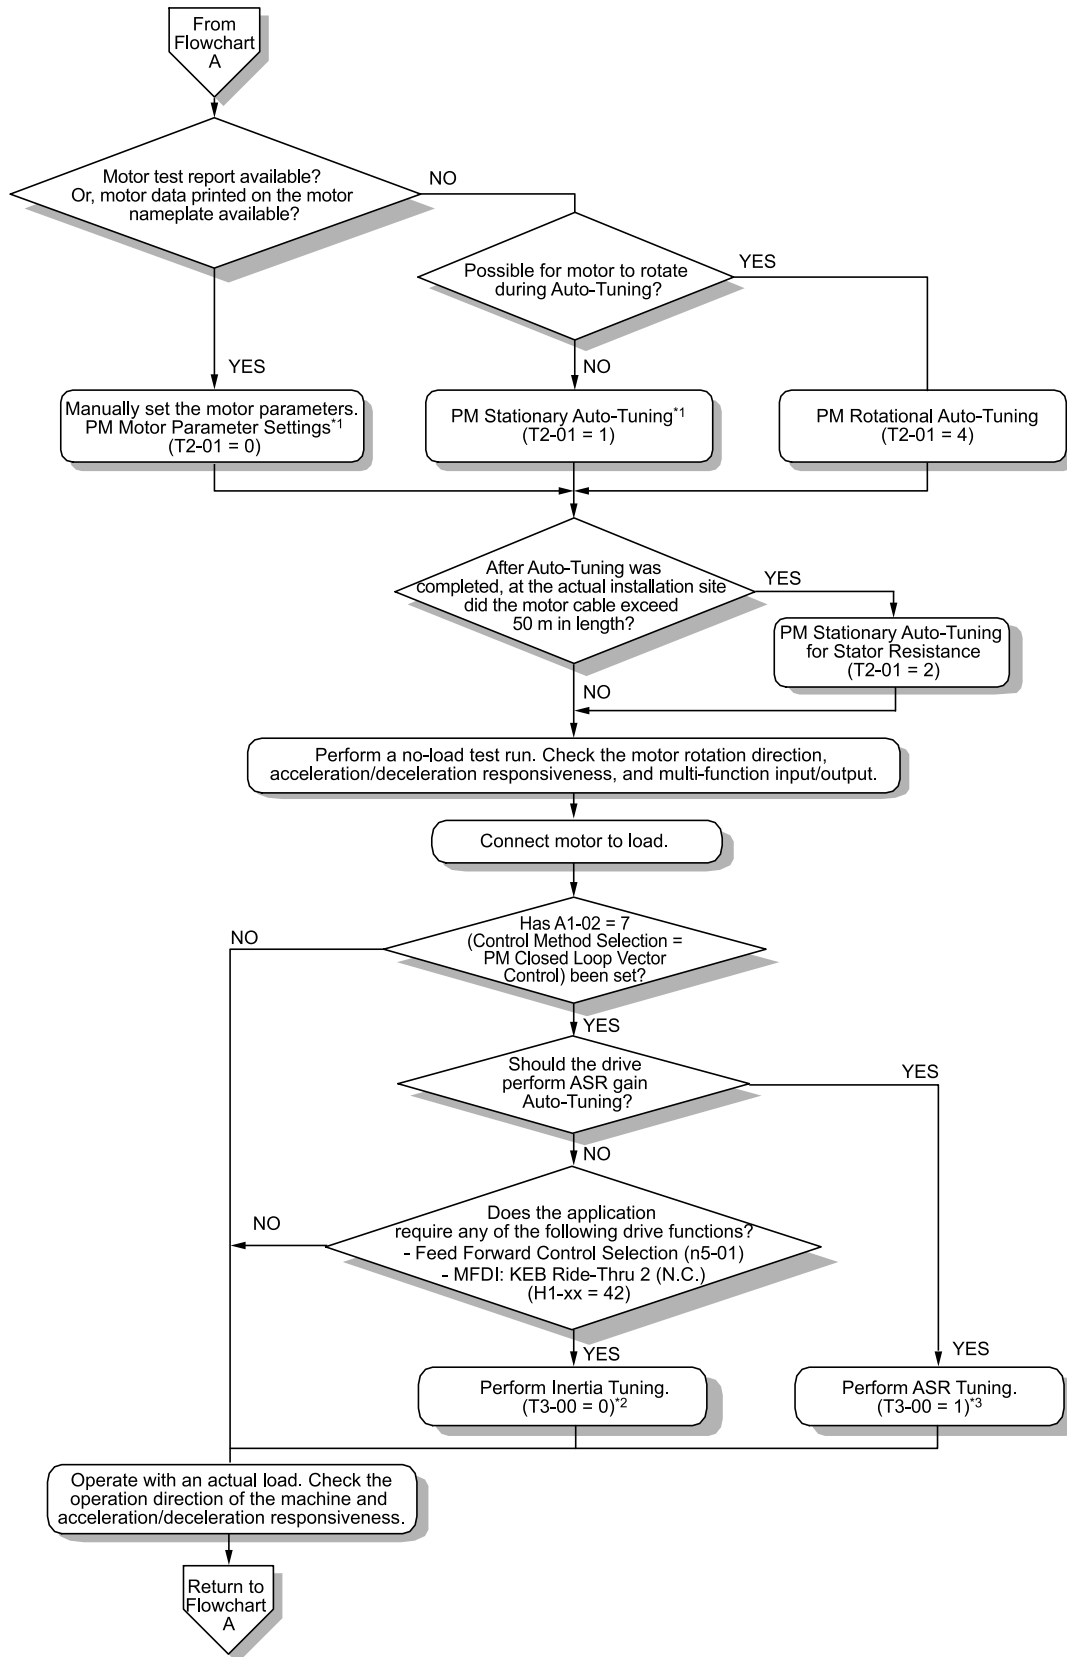 From
Flowchart
A
Motor test report available?
Or, motor data printed on the motor
nameplate available?
NO
Possible for motor to rotate
during Auto-Tuning?
YES
YES
NO
Manually set the motor parameters.
PM Motor Parameter Settings*1
(T2-01 = 0)
PM Stationary Auto-Tuning*1
(T2-01 = 1)
PM Rotational Auto-Tuning
(T2-01 = 4)
After Auto-Tuning was
completed, at the actual installation site
did the motor cable exceed
50 m in length?
YES
PM Stationary Auto-Tuning
for Stator Resistance
(T2-01 = 2)
NO
Perform a no-load test run. Check the motor rotation direction,
acceleration/deceleration responsiveness, and multi-function input/output.
Connect motor to load.
Has A1-02 = 7
(Control Method Selection =
PM Closed Loop Vector
Control) been set?
NO
YES
Should the drive
perform ASR gain
Auto-Tuning?
YES
NO
Does the application
require any of the following drive functions?
- Feed Forward Control Selection (n5-01)
- MFDI: KEB Ride-Thru 2 (N.C.)
(H1-xx = 42)
NO
YES
YES
Perform Inertia Tuning.
(T3-00 = 0)*2
Perform ASR Tuning.
(T3-00 = 1)*3
Operate with an actual load. Check the
operation direction of the machine and
acceleration/deceleration responsiveness.
Return to
Flowchart
A